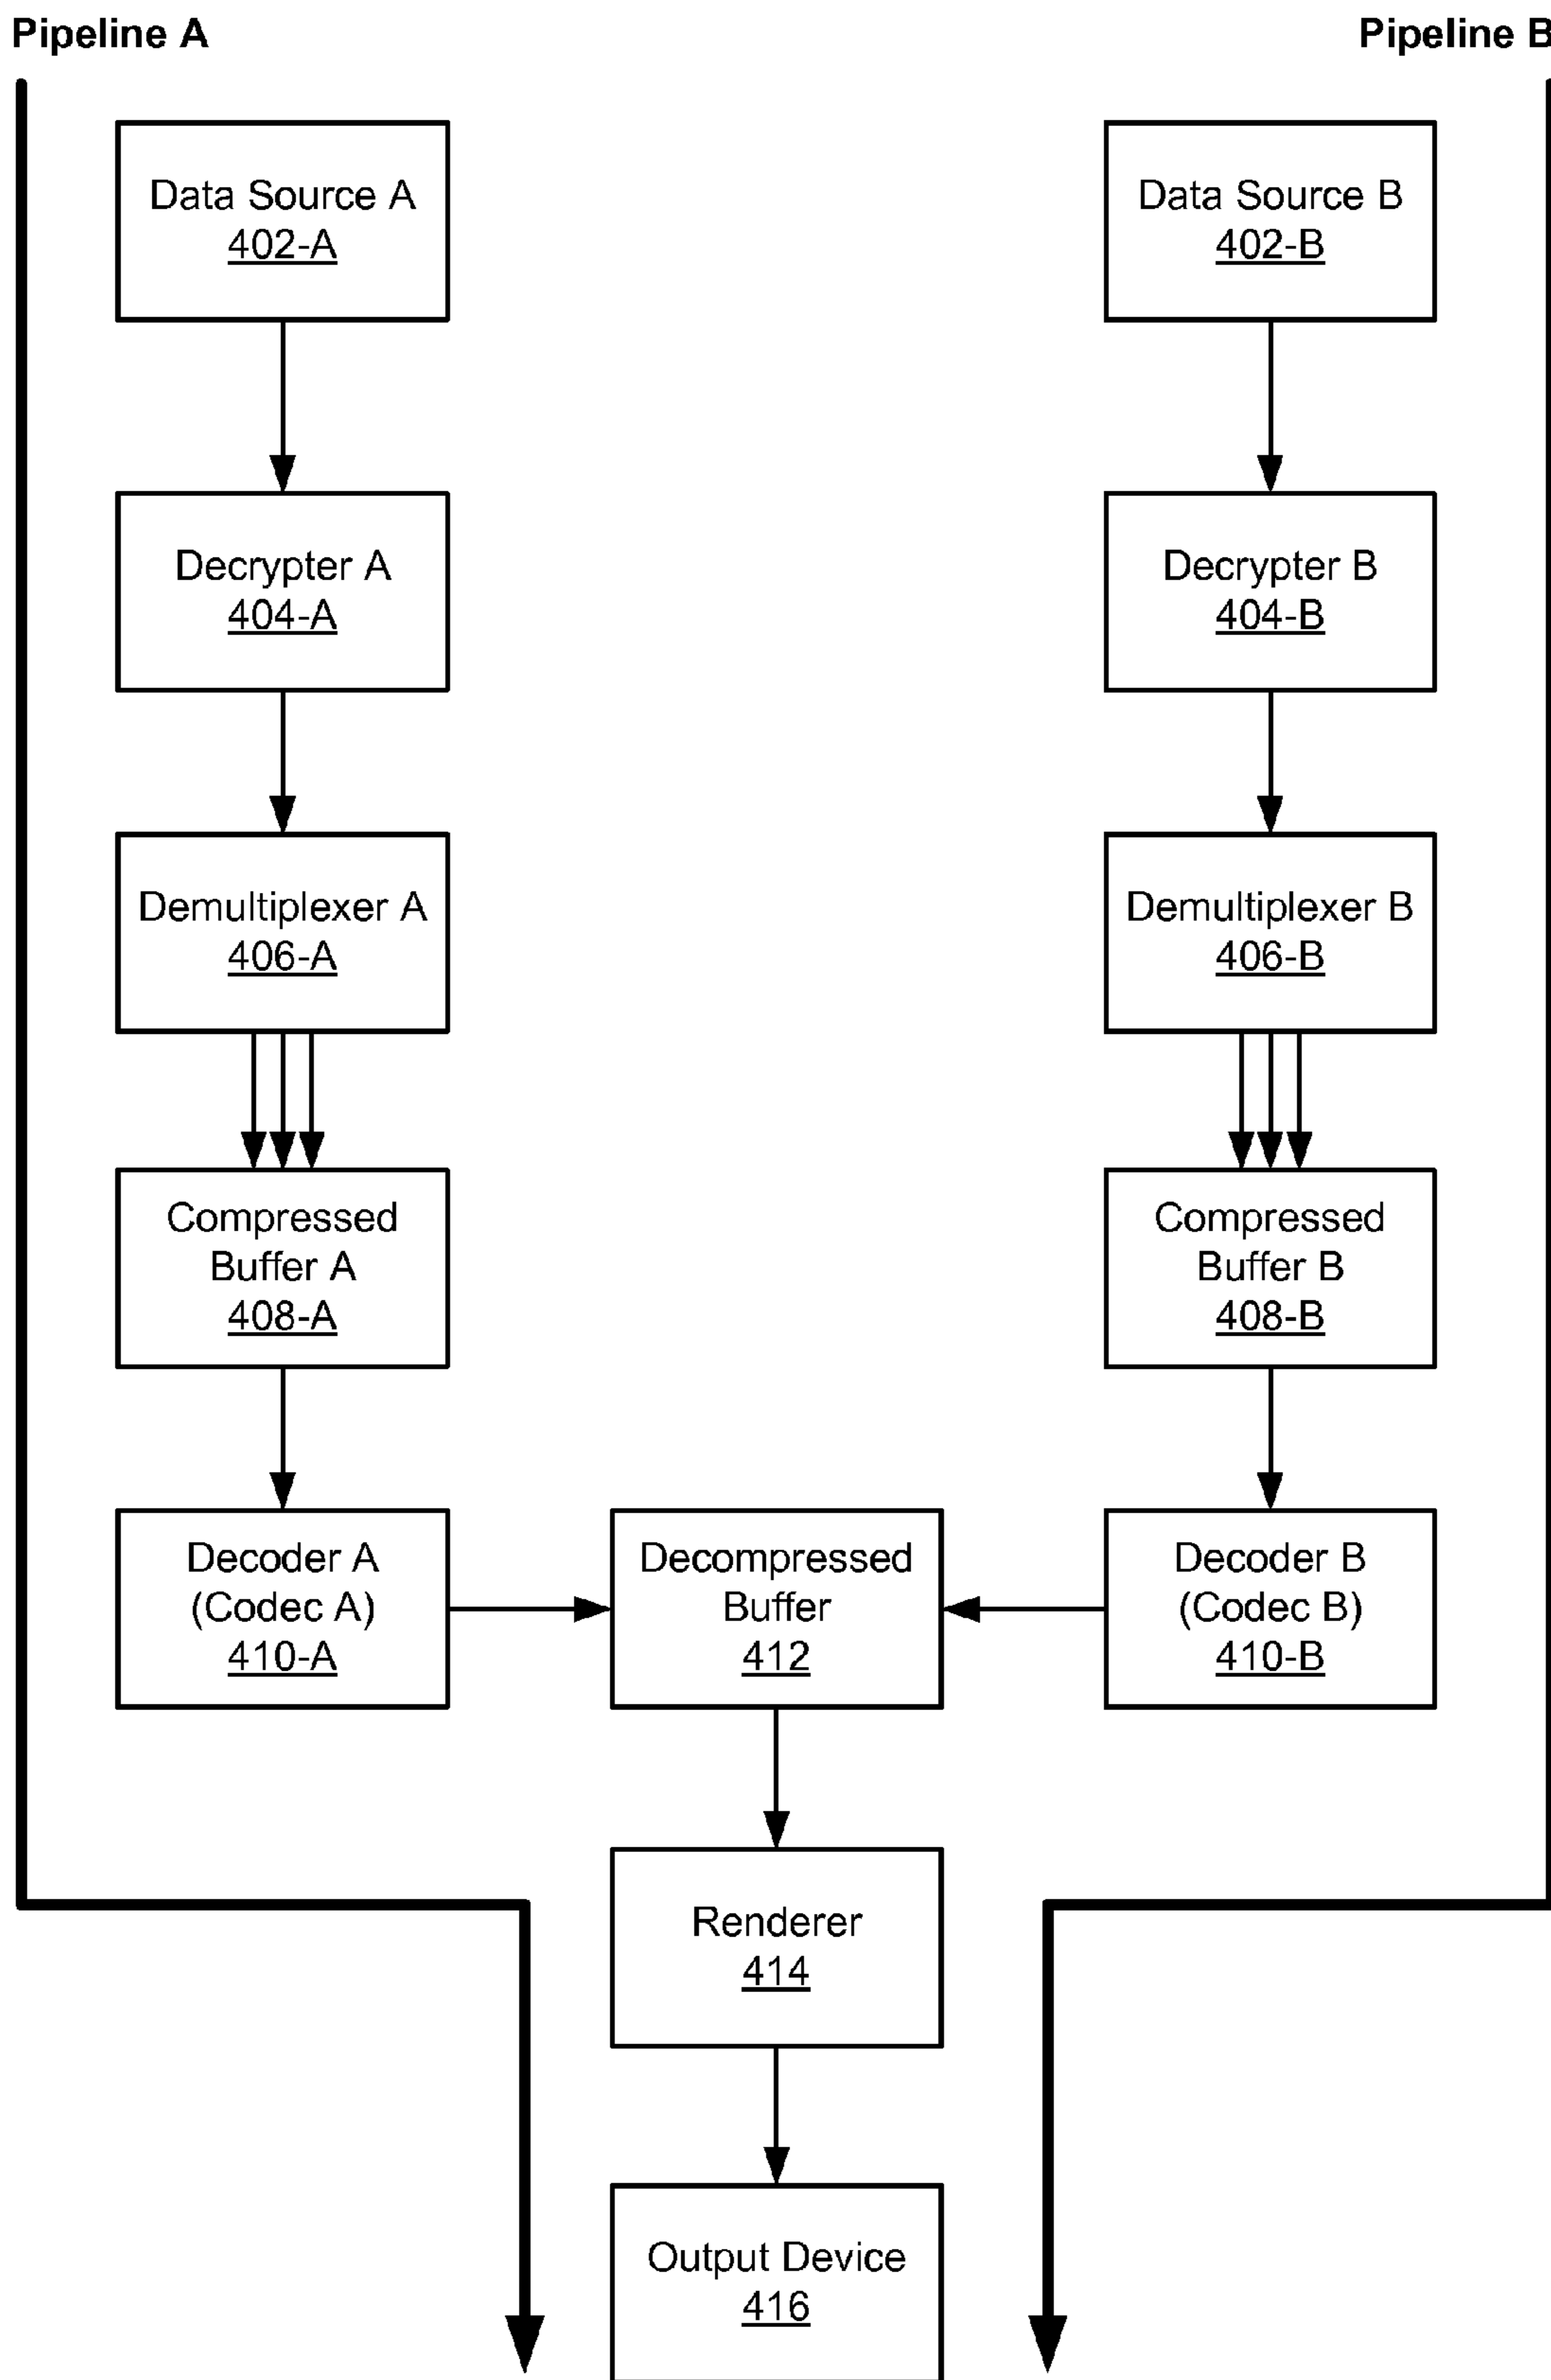 Pipeline A
Pipeline B
Data Source A
402-A
Data Source B
402-B
Decrypter A
404-A
Decrypter B
404-B
Demultiplexer A
406-A
Demultiplexer B
406-B
Compressed
Buffer A
408-A
Compressed
Buffer B
408-B
Decoder A
(Codec A)
410-A
Decompressed
Buffer
412
Decoder B
(Codec B)
410-B
Renderer
414
Output Device
416